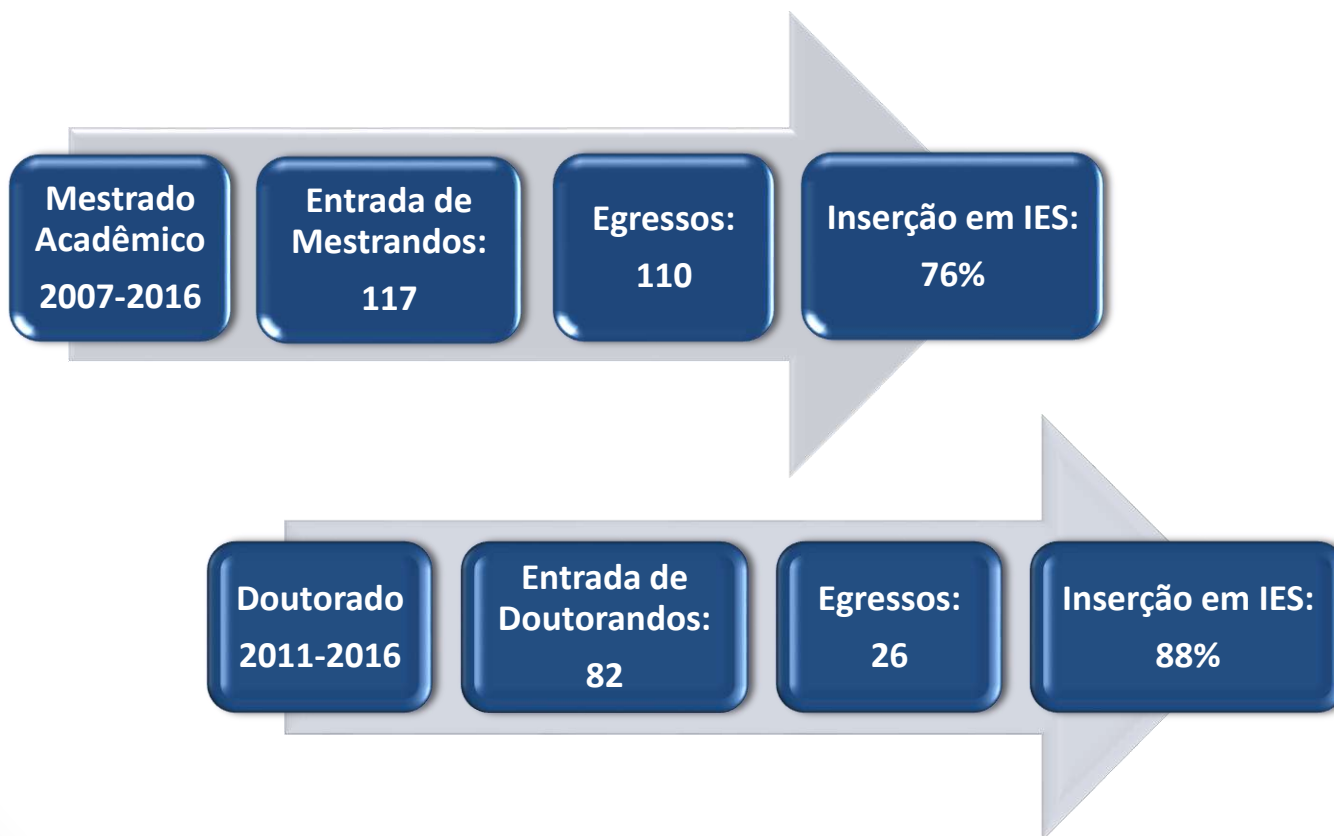 Mestrado
Acadêmico
2007-2016
Entrada de
Mestrandos:
117
Egressos:
110
Inserção em IES:
76%
Doutorado
2011-2016
Entrada de
Doutorandos:
82
Egressos:
26
Inserção em IES:
88%